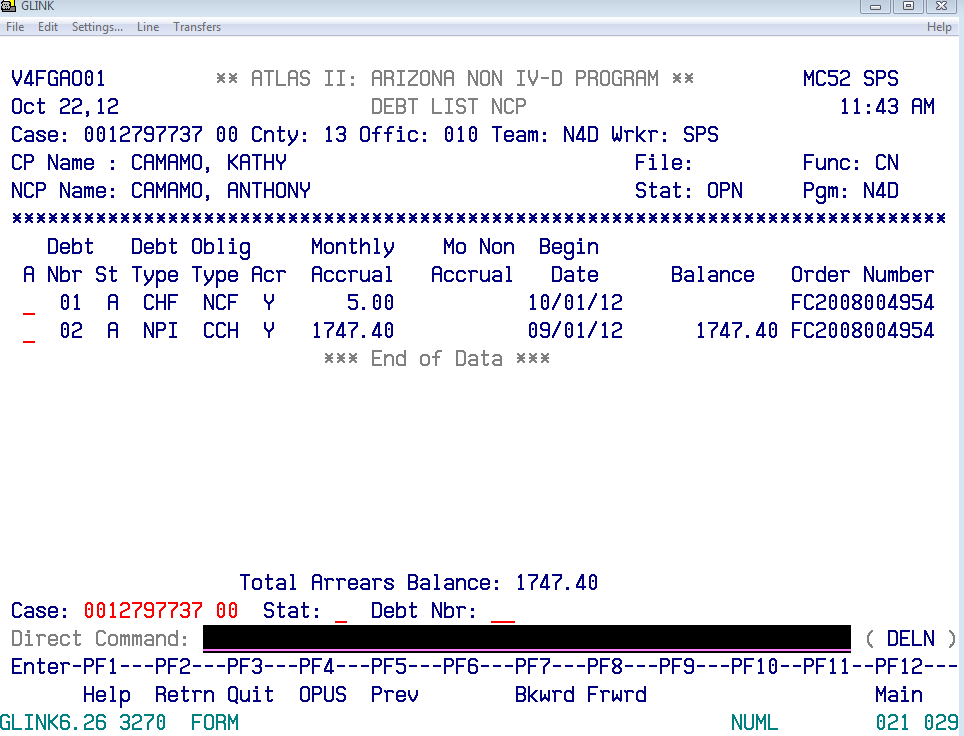 GLINK
File Edit Settings... Line Transfers Help
V4FGAO01 ** ATLAS II: ARIZONA NON IV-D PROGRAM ** MC52 SPS
Oct 22,12 DEBT LIST NCP 11:43 AM
Case: 0012797737 00 Cnty: 13 Offic: 010 Team: N4D Wrkr: SPS
CP Name : CAMAMO, KATHY File: Func: CN
NCP Name: CAMAMO, ANTHONY Stat: OPN Pgm: N4D
******************************************************************************
Debt Debt Oblig Monthly Mo Non Begin
A Nbr St Type Type Acr Accrual Accrual Date Balance Order Number
_ 01 A CHF NCF Y 5.00 10/01/12 FC2008004954
_ 02 A NPI CCH Y 1747.40 09/01/12 1747.40 FC2008004954
*** End of Data ***
Total Arrears Balance: 1747.40
Case: 0012797737 00 Stat: _ Debt Nbr: __
Direct Command: ( DELN )
Enter-PF1---PF2---PF3---PF4---PF5---PF6---PF7---PF8---PF9---PF10--PF11--PF12---
Help Retrn Quit OPUS Prev Bkwrd Frwrd Main
GLINK6.26 3270 FORM NUML 021 029